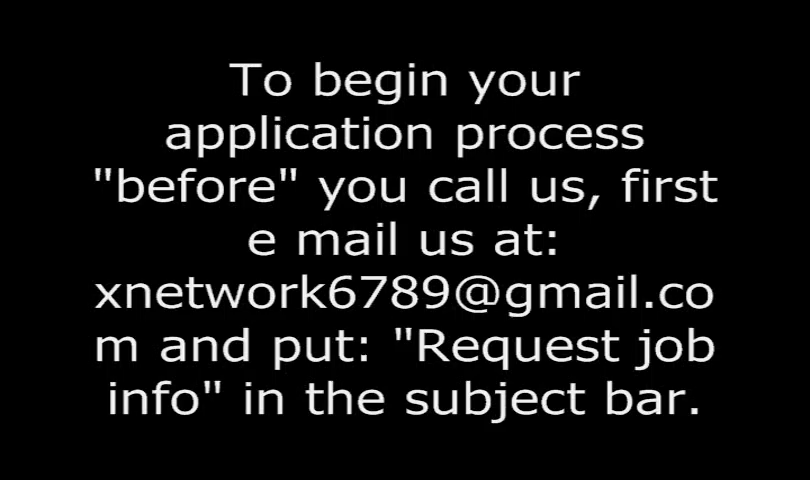 To begin your
application process
"before" you call us, first
e mail us at:
xnetwork6789@gmail.co
m and put: "Request job
info" in the subject bar.